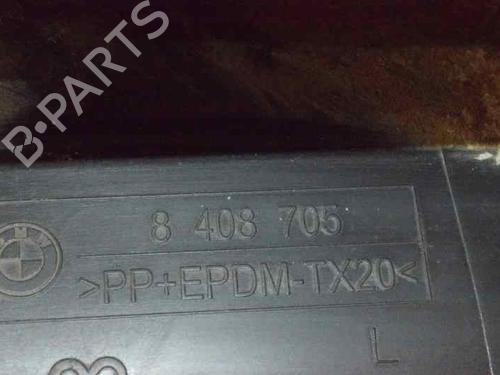 B-PARTS
8 408 705
>PP+EPDM-TX20<
L